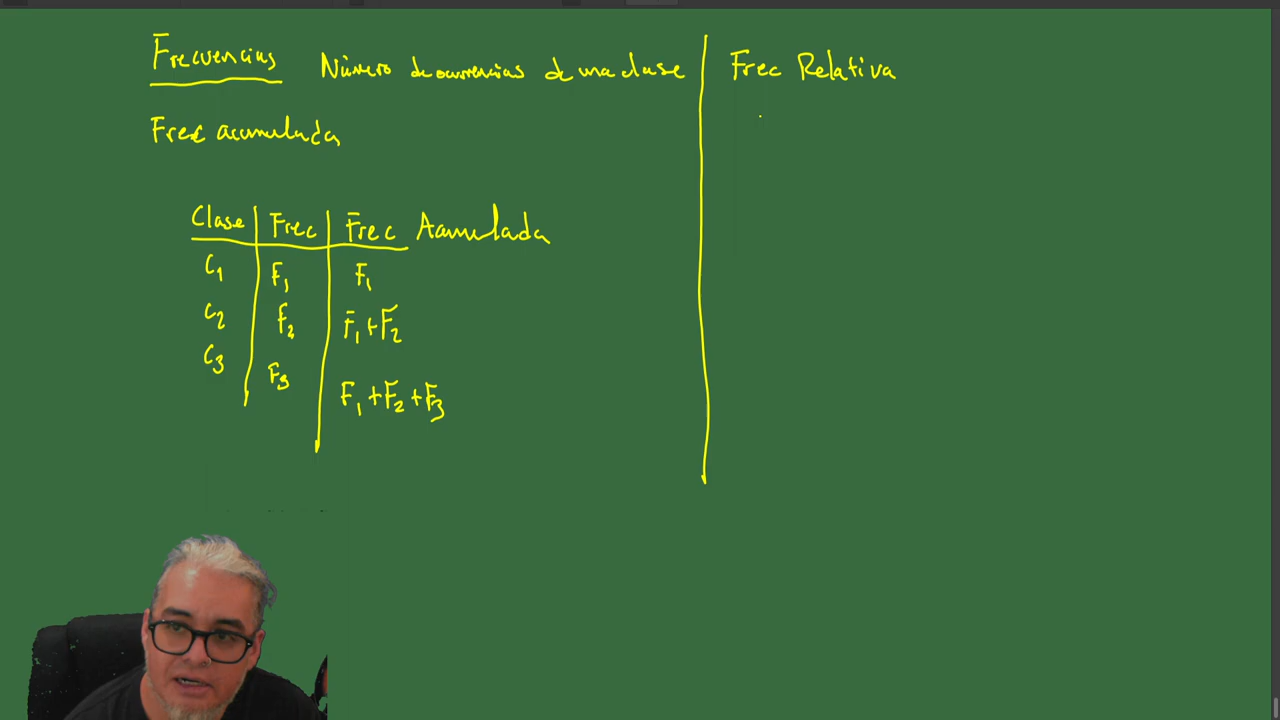 Frecuencias Número de ocurrencias de una clase
Frec acumulada
Clase Frec Frec Acumulada
C1 F1 F1
C2 F2 F1+F2
C3 F3 F1+F2+F3
Frec Relativa